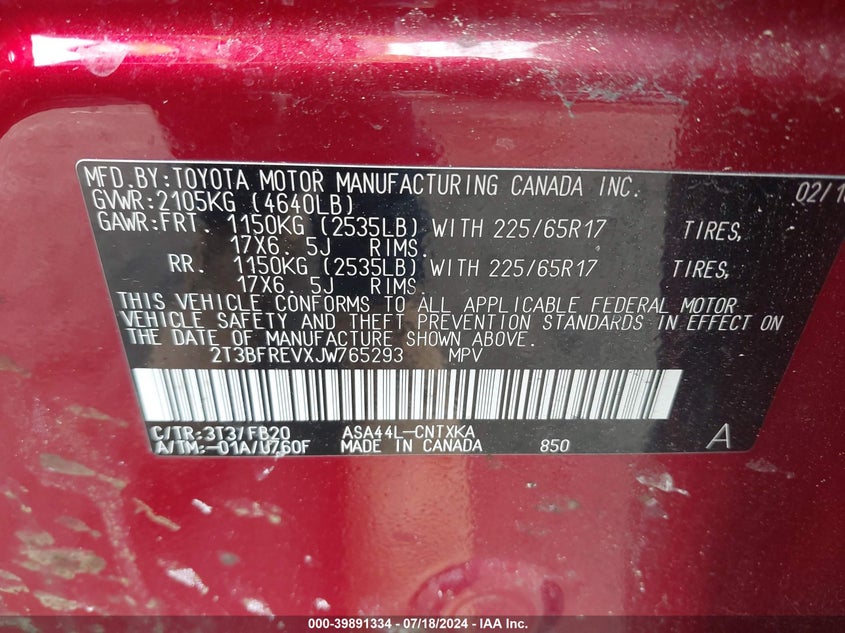 MFD.BY:TOYOTA MOTOR MANUFACTURING CANADA INC. 02/1
GVWR:2105KG (4640LB)
GAWR:FRT. 1150KG (2535LB) WITH 225/65R17 TIRES,
17X6. 5J RIMS.
RR. 1150KG (2535LB) WITH 225/65R17 TIRES,
17X6. 5J RIMS
THIS VEHICLE CONFORMS TO ALL APPLICABLE FEDERAL MOTOR
VEHICLE SAFETY AND THEFT PREVENTION STANDARDS IN EFFECT ON
THE DATE OF MANUFACTURE SHOWN ABOVE.
2T3BFREVXJW765293 MPV
C/TR:3T3/FB20 ASA44L-CNTXKA
A/TM:-01A/U760F MADE IN CANADA 850 A
000-39891334 / 07/18/2024 - IAA Inc.